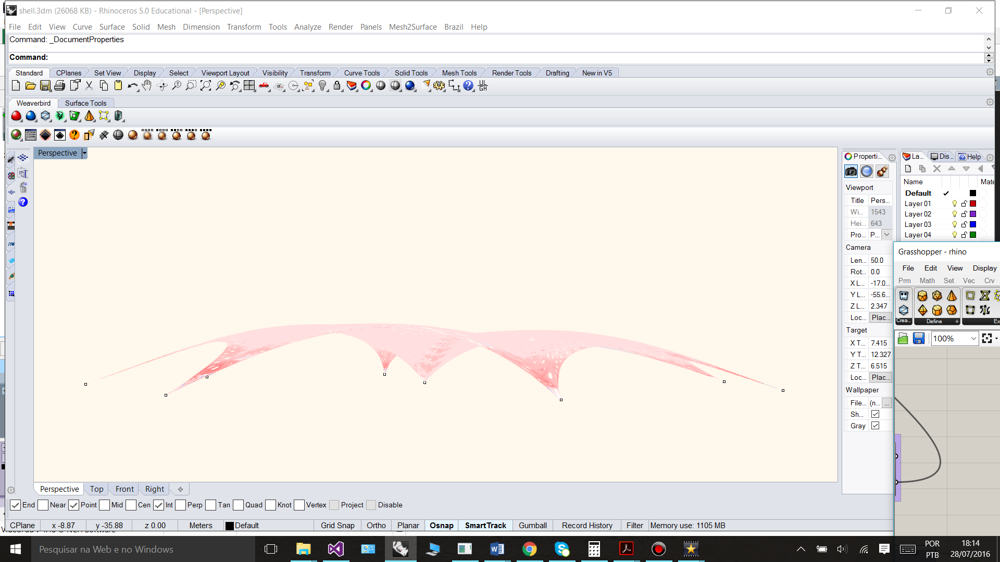 shell.3dm (26068 KB) - Rhinoceros 5.0 Educational - [Perspective]
File Edit View Curve Surface Solid Mesh Dimension Transform Tools Analyze Render Panels Mesh2Surface Brazil Help
Command: _DocumentProperties
Command:
Standard CPlanes Set View Display Select Viewport Layout Visibility Transform Curve Tools Solid Tools Mesh Tools Render Tools Drafting New in V5
Weaverbird Surface Tools
Perspective
Properti...
La... Dis... Help
Viewport
Title Pers...
Wi... 1543
Hei... 643
Pro... P...
Camera
Len... 50.0
Rot... 0.0
X L... -17.0...
Y L... -55.6...
Z L... 2.347
Loc... Plac...
Target
X T... 7.415
Y T... 12.327
Z T... 6.515
Loc... Plac...
Wallpaper
File... (n... ...
Sh...
Gray
Name Mate
Default
Layer 01
Layer 02
Layer 03
Layer 04
Grasshopper - rhino
File Edit View Display
Prm Math Set Vec Crv
Crea... Define Ex
100%
Perspective Top Front Right
End Near Point Mid Cen Int Perp Tan Quad Knot Vertex Project Disable
CPlane x -8.87 y -35.88 z 0.00 Meters Default Grid Snap Ortho Planar Osnap SmartTrack Gumball Record History Filter Memory use: 1105 MB
Pesquisar na Web e no Windows
POR
PTB
18:14
28/07/2016